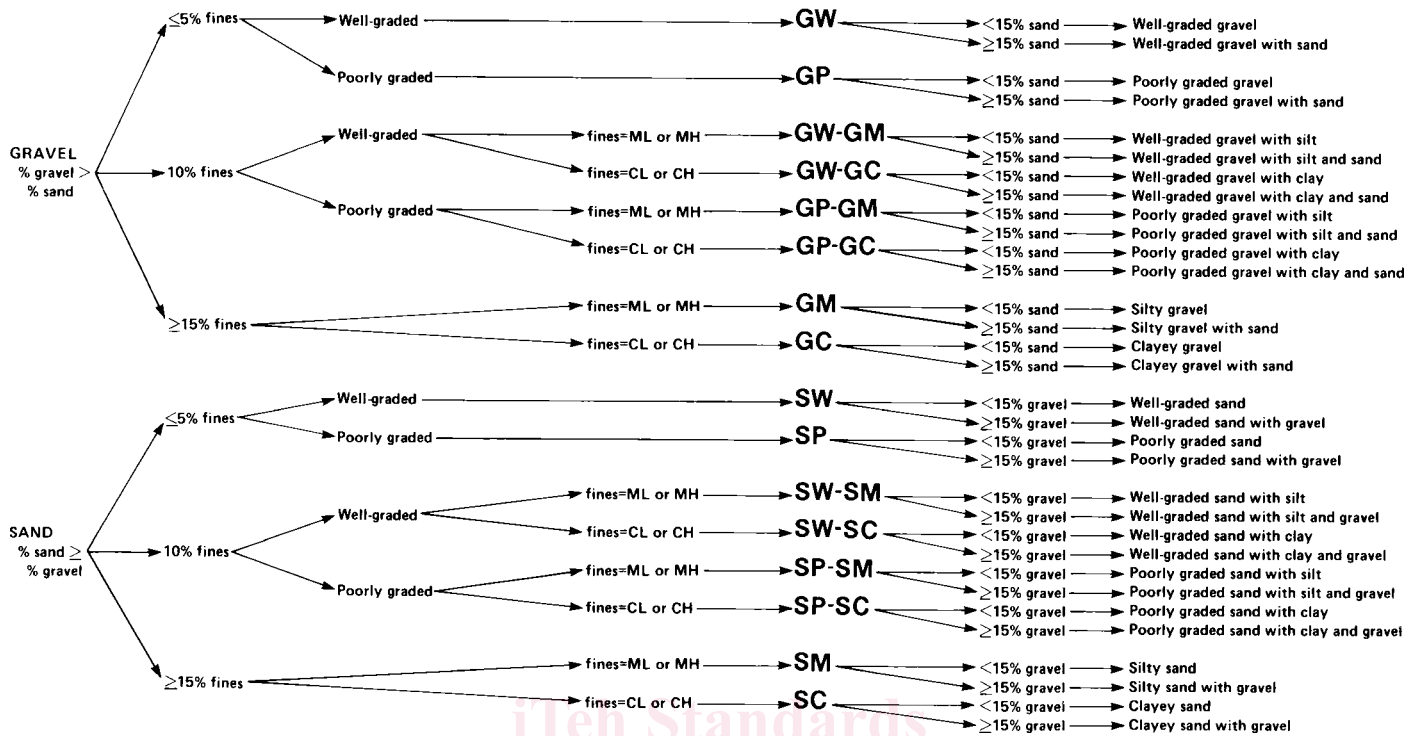 ≤5% fines Well-graded GW <15% sand Well-graded gravel
≥15% sand Well-graded gravel with sand
Poorly graded GP <15% sand Poorly graded gravel
≥15% sand Poorly graded gravel with sand
Well-graded fines=ML or MH GW-GM <15% sand Well-graded gravel with silt
≥15% sand Well-graded gravel with silt and sand
GRAVEL
% gravel > 10% fines fines=CL or CH GW-GC <15% sand Well-graded gravel with clay
% sand ≥15% sand Well-graded gravel with clay and sand
Poorly graded fines=ML or MH GP-GM <15% sand Poorly graded gravel with silt
≥15% sand Poorly graded gravel with silt and sand
fines=CL or CH GP-GC <15% sand Poorly graded gravel with clay
≥15% sand Poorly graded gravel with clay and sand
≥15% fines fines=ML or MH GM <15% sand Silty gravel
≥15% sand Silty gravel with sand
fines=CL or CH GC <15% sand Clayey gravel
≥15% sand Clayey gravel with sand
≤5% fines Well-graded SW <15% gravel Well-graded sand
≥15% gravel Well-graded sand with gravel
Poorly graded SP <15% gravel Poorly graded sand
≥15% gravel Poorly graded sand with gravel
fines=ML or MH SW-SM <15% gravel Well-graded sand with silt
Well-graded ≥15% gravel Well-graded sand with silt and gravel
SAND fines=CL or CH SW-SC <15% gravel Well-graded sand with clay
% sand ≥ 10% fines ≥15% gravel Well-graded sand with clay and gravel
% gravel fines=ML or MH SP-SM <15% gravel Poorly graded sand with silt
Poorly graded ≥15% gravel Poorly graded sand with silt and gravel
fines=CL or CH SP-SC <15% gravel Poorly graded sand with clay
≥15% gravel Poorly graded sand with clay and gravel
≥15% fines fines=ML or MH SM <15% gravel Silty sand
≥15% gravel Silty sand with gravel
fines=CL or CH SC <15% gravel Clayey sand
≥15% gravel Clayey sand with gravel
iTeh Standards